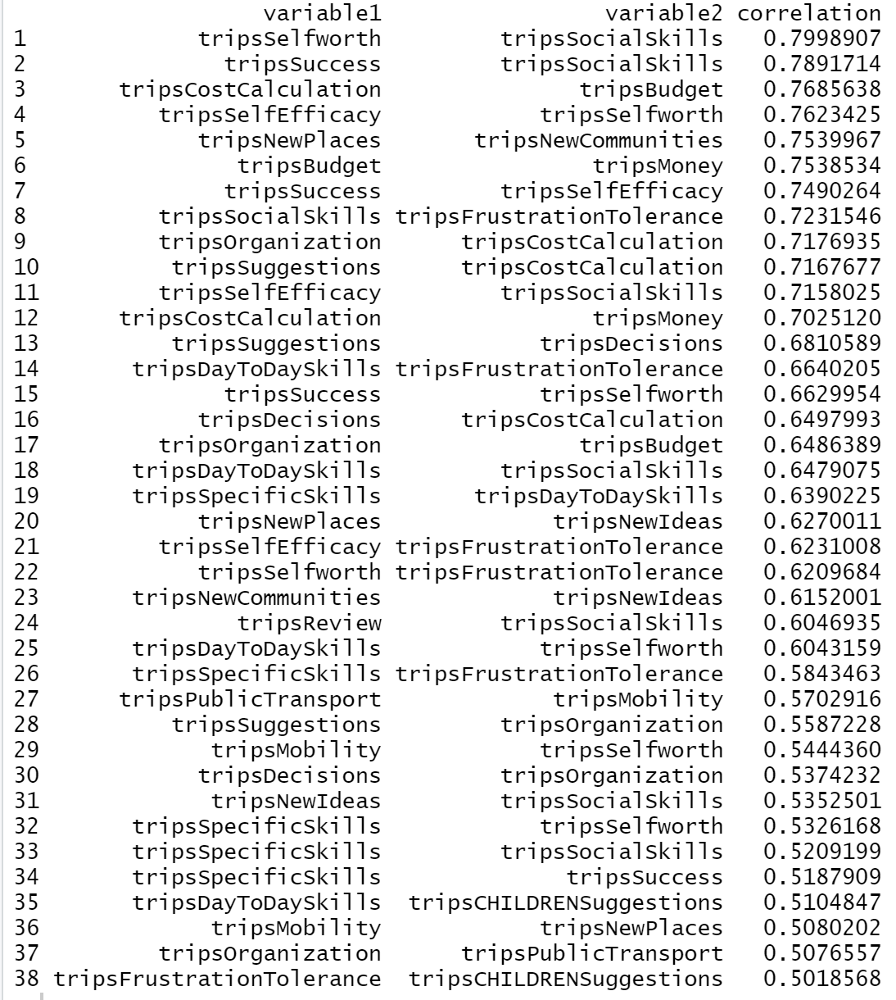 variable1 variable2 correlation
1 tripsSelfworth tripsSocialSkills 0.7998907
2 tripsSuccess tripsSocialSkills 0.7891714
3 tripsCostCalculation tripsBudget 0.7685638
4 tripsSelfEfficacy tripsSelfworth 0.7623425
5 tripsNewPlaces tripsNewCommunities 0.7539967
6 tripsBudget tripsMoney 0.7538534
7 tripsSuccess tripsSelfEfficacy 0.7490264
8 tripsSocialSkills tripsFrustrationTolerance 0.7231546
9 tripsOrganization tripsCostCalculation 0.7176935
10 tripsSuggestions tripsCostCalculation 0.7167677
11 tripsSelfEfficacy tripsSocialSkills 0.7158025
12 tripsCostCalculation tripsMoney 0.7025120
13 tripsSuggestions tripsDecisions 0.6810589
14 tripsDayToDaySkills tripsFrustrationTolerance 0.6640205
15 tripsSuccess tripsSelfworth 0.6629954
16 tripsDecisions tripsCostCalculation 0.6497993
17 tripsOrganization tripsBudget 0.6486389
18 tripsDayToDaySkills tripsSocialSkills 0.6479075
19 tripsSpecificSkills tripsDayToDaySkills 0.6390225
20 tripsNewPlaces tripsNewIdeas 0.6270011
21 tripsSelfEfficacy tripsFrustrationTolerance 0.6231008
22 tripsSelfworth tripsFrustrationTolerance 0.6209684
23 tripsNewCommunities tripsNewIdeas 0.6152001
24 tripsReview tripsSocialSkills 0.6046935
25 tripsDayToDaySkills tripsSelfworth 0.6043159
26 tripsSpecificSkills tripsFrustrationTolerance 0.5843463
27 tripsPublicTransport tripsMobility 0.5702916
28 tripsSuggestions tripsOrganization 0.5587228
29 tripsMobility tripsSelfworth 0.5444360
30 tripsDecisions tripsOrganization 0.5374232
31 tripsNewIdeas tripsSocialSkills 0.5352501
32 tripsSpecificSkills tripsSelfworth 0.5326168
33 tripsSpecificSkills tripsSocialSkills 0.5209199
34 tripsSpecificSkills tripsSuccess 0.5187909
35 tripsDayToDaySkills tripsCHILDRENSuggestions 0.5104847
36 tripsMobility tripsNewPlaces 0.5080202
37 tripsOrganization tripsPublicTransport 0.5076557
38 tripsFrustrationTolerance tripsCHILDRENSuggestions 0.5018568